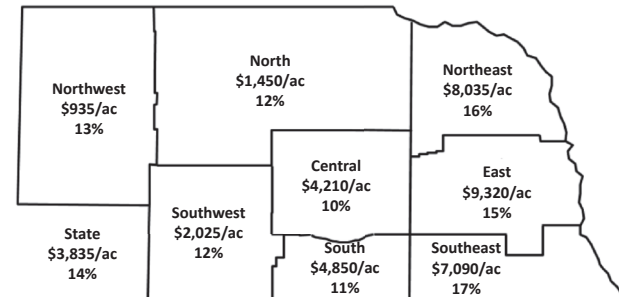 Northwest
$935/ac
13%
North
$1,450/ac
12%
Northeast
$8,035/ac
16%
Central
$4,210/ac
10%
East
$9,320/ac
15%
Southwest
$2,025/ac
12%
State
$3,835/ac
14%
South
$4,850/ac
11%
Southeast
$7,090/ac
17%